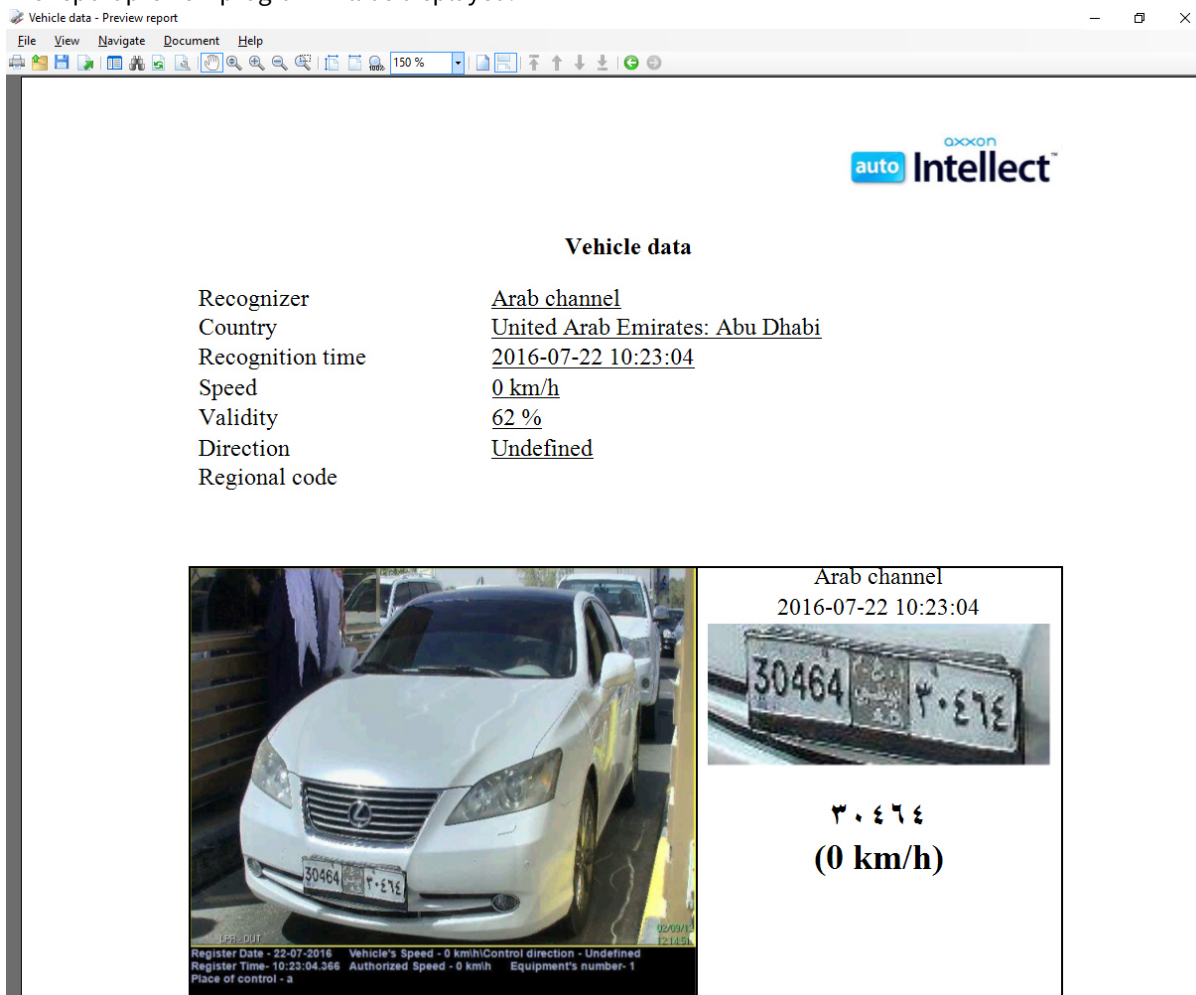 Vehicle data - Preview report
File View Navigate Document Help
150 %
axxon
auto Intellect™
Vehicle data
Recognizer Arab channel
Country United Arab Emirates: Abu Dhabi
Recognition time 2016-07-22 10:23:04
Speed 0 km/h
Validity 62 %
Direction Undefined
Regional code
Arab channel
2016-07-22 10:23:04
30464 ٣٠٤٦٤
٣٠٤٦٤
(0 km/h)
30464 ٣٠٤٦٤
LPR - OUT
12:14:51
Register Date - 22-07-2016 Vehicle's Speed - 0 km\h\Control direction - Undefined
Register Time- 10:23:04.366 Authorized Speed - 0 km\h Equipment's number- 1
Place of control - a